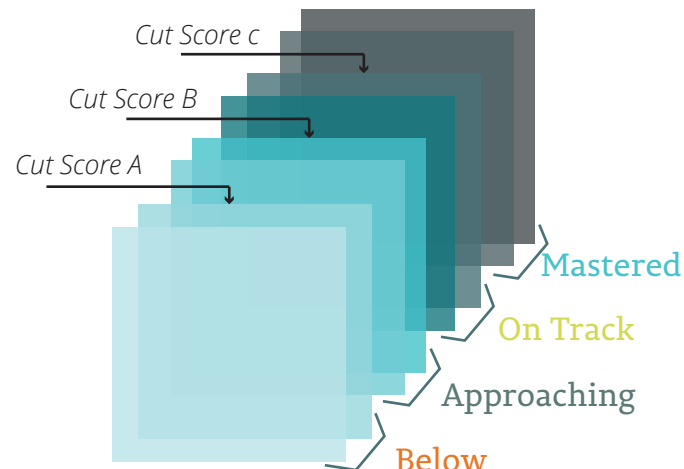 Cut Score c
Cut Score B
Cut Score A
Mastered
On Track
Approaching
Below